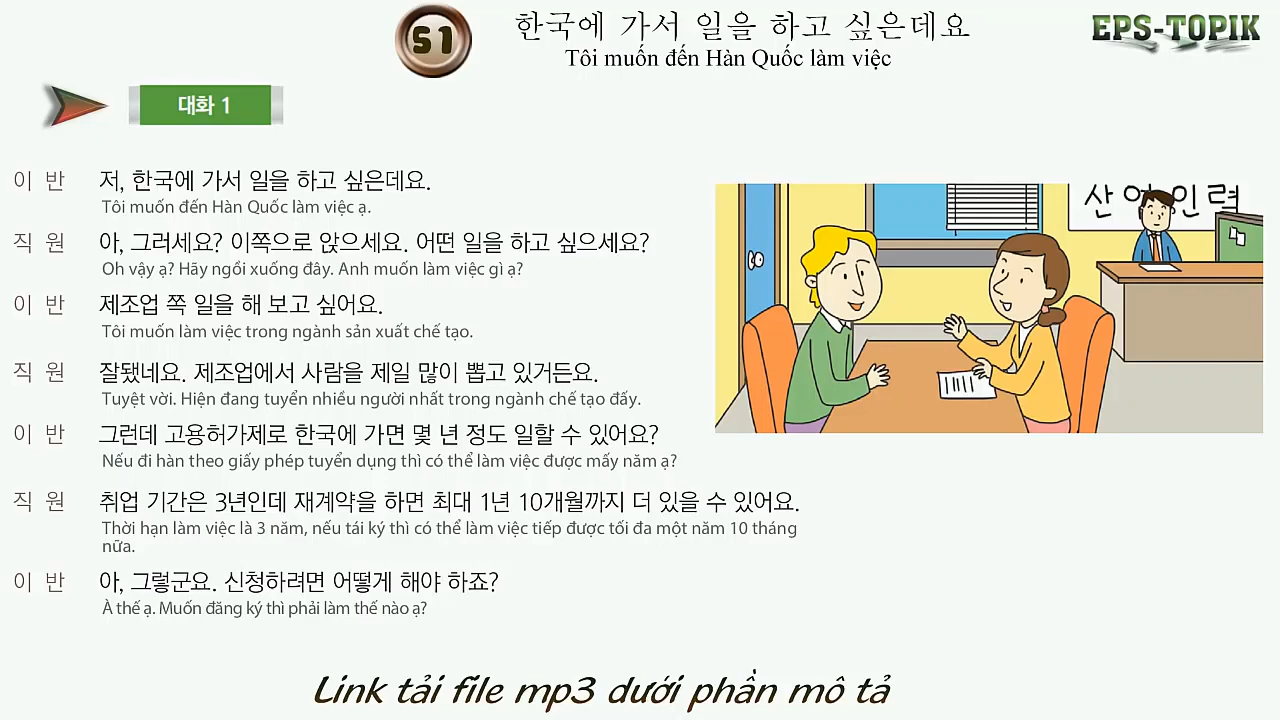 51
한국에 가서 일을 하고 싶은데요
Tôi muốn đến Hàn Quốc làm việc
EPS-TOPIK
대화 1
이 반 저, 한국에 가서 일을 하고 싶은데요.
Tôi muốn đến Hàn Quốc làm việc ạ.
직 원 아, 그러세요? 이쪽으로 앉으세요. 어떤 일을 하고 싶으세요?
Oh vậy ạ? Hãy ngồi xuống đây. Anh muốn làm việc gì ạ?
이 반 제조업 쪽 일을 해 보고 싶어요.
Tôi muốn làm việc trong ngành sản xuất chế tạo.
직 원 잘됐네요. 제조업에서 사람을 제일 많이 뽑고 있거든요.
Tuyệt vời. Hiện đang tuyển nhiều người nhất trong ngành chế tạo đấy.
이 반 그런데 고용허가제로 한국에 가면 몇 년 정도 일할 수 있어요?
Nếu đi hàn theo giấy phép tuyển dụng thì có thể làm việc được mấy năm ạ?
직 원 취업 기간은 3년인데 재계약을 하면 최대 1년 10개월까지 더 있을 수 있어요.
Thời hạn làm việc là 3 năm, nếu tái ký thì có thể làm việc tiếp được tối đa một năm 10 tháng
nữa.
이 반 아, 그렇군요. 신청하려면 어떻게 해야 하죠?
À thế ạ. Muốn đăng ký thì phải làm thế nào ạ?
산업인력
Link tải file mp3 dưới phần mô tả